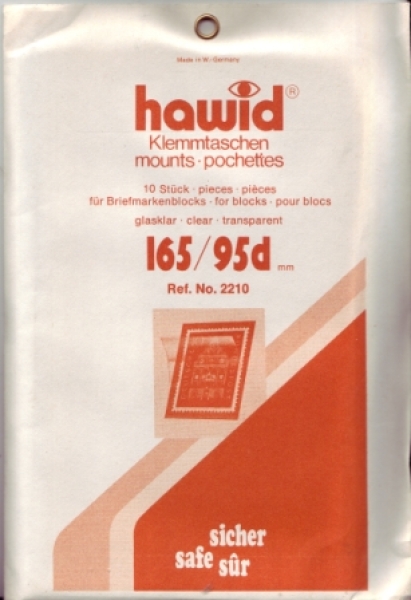 Made in W.-Germany
hawid®
Klemmtaschen
mounts · pochettes
10 Stück · pieces · pièces
für Briefmarkenblocks · for blocks · pour blocs
glasklar · clear · transparent
165/95d mm
Ref. No. 2210
sicher
safe sûr